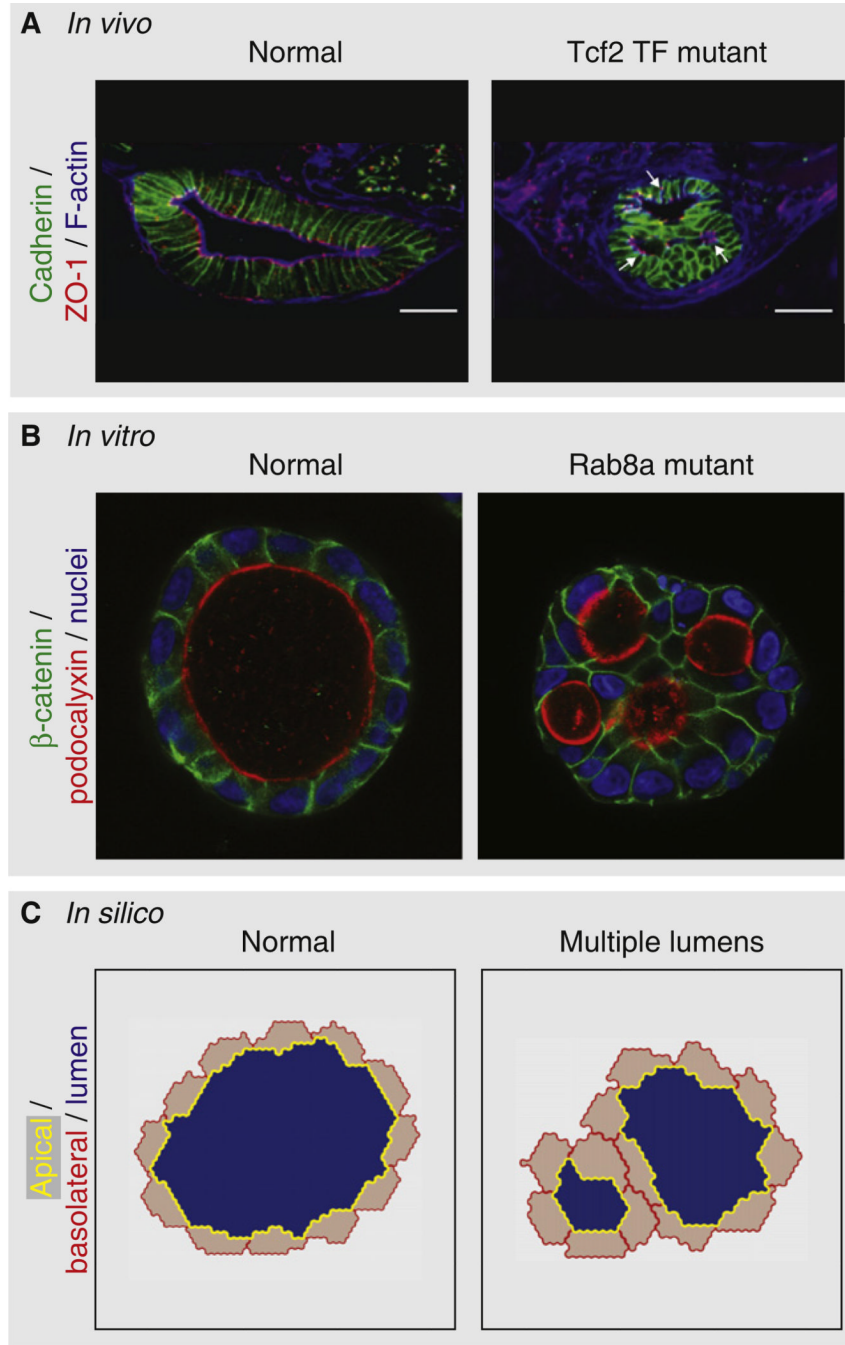 A In vivo
Normal
Tcf2 TF mutant
Cadherin /
ZO-1 / F-actin
B In vitro
Normal
Rab8a mutant
β-catenin /
podocalyxin / nuclei
C In silico
Normal
Multiple lumens
Apical /
basolateral / lumen